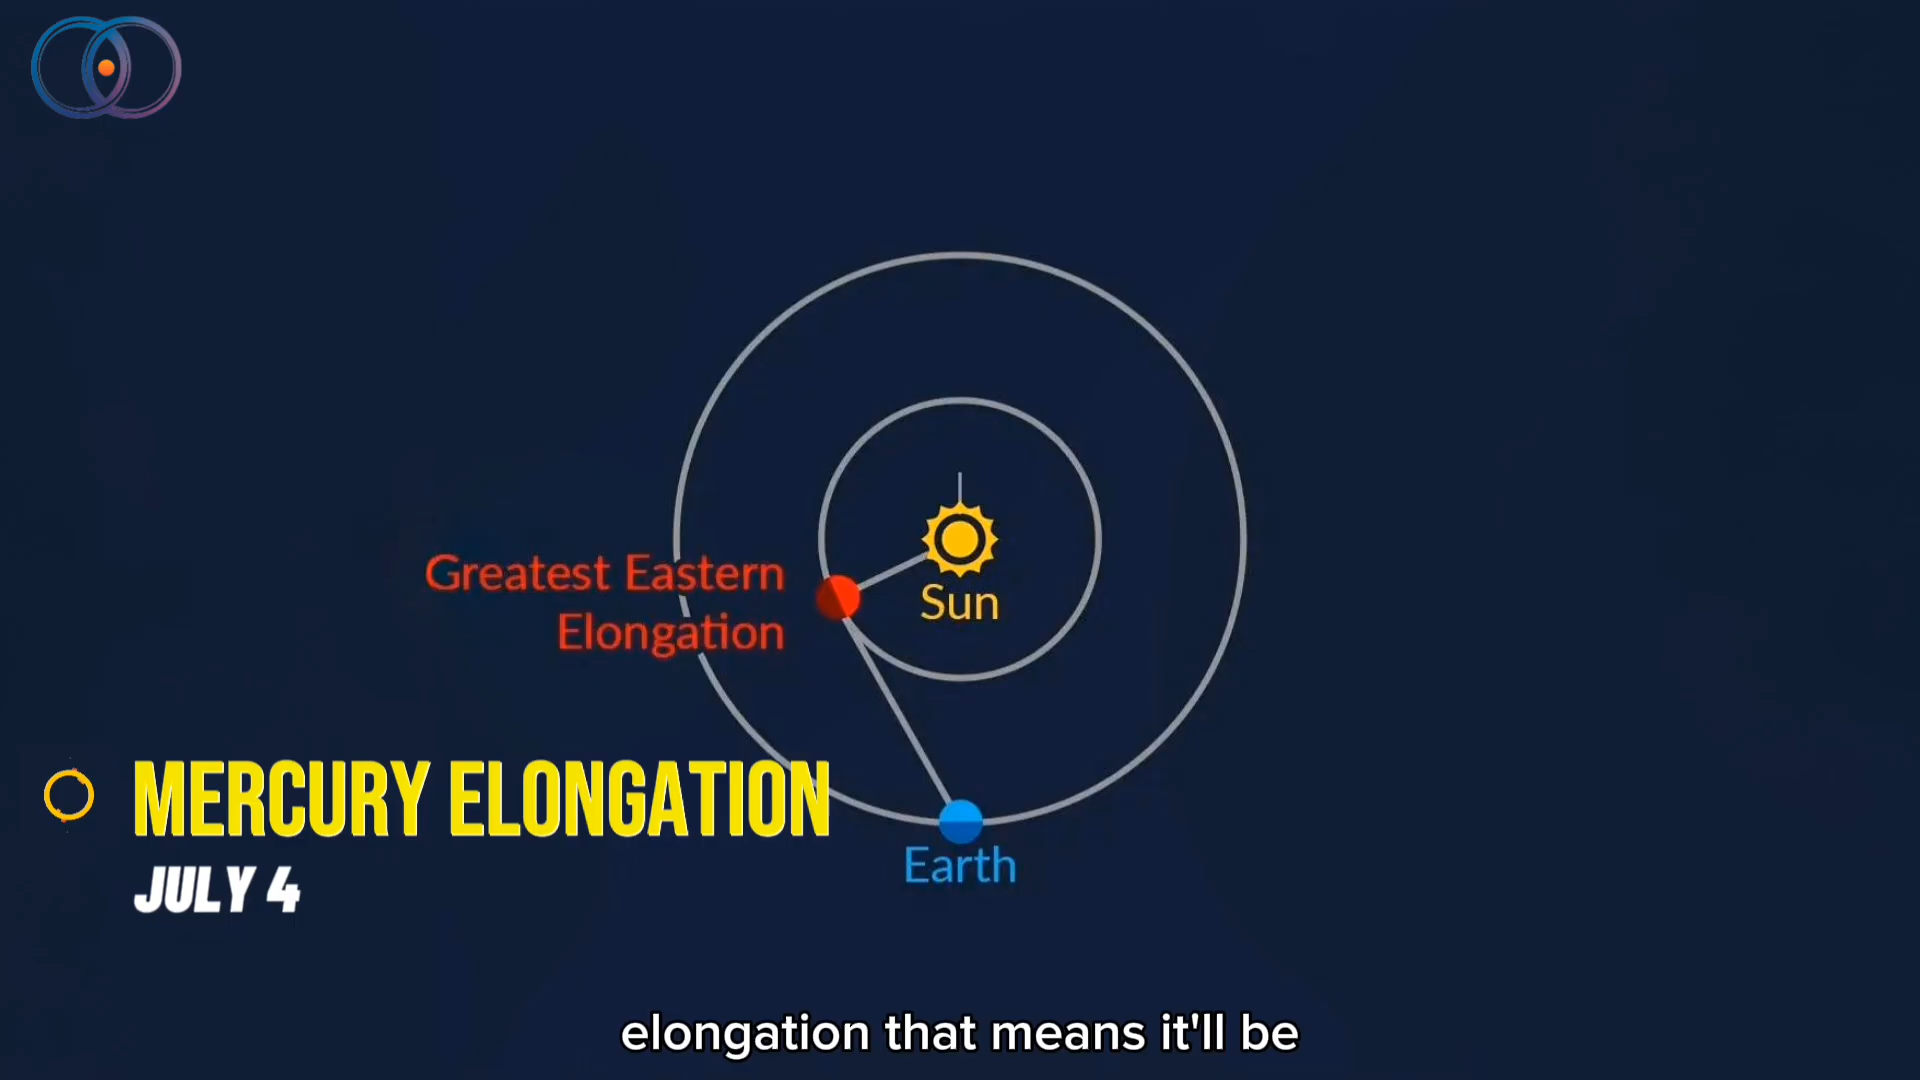 Greatest Eastern
Elongation
Sun
MERCURY ELONGATION
JULY 4
Earth
elongation that means it'll be